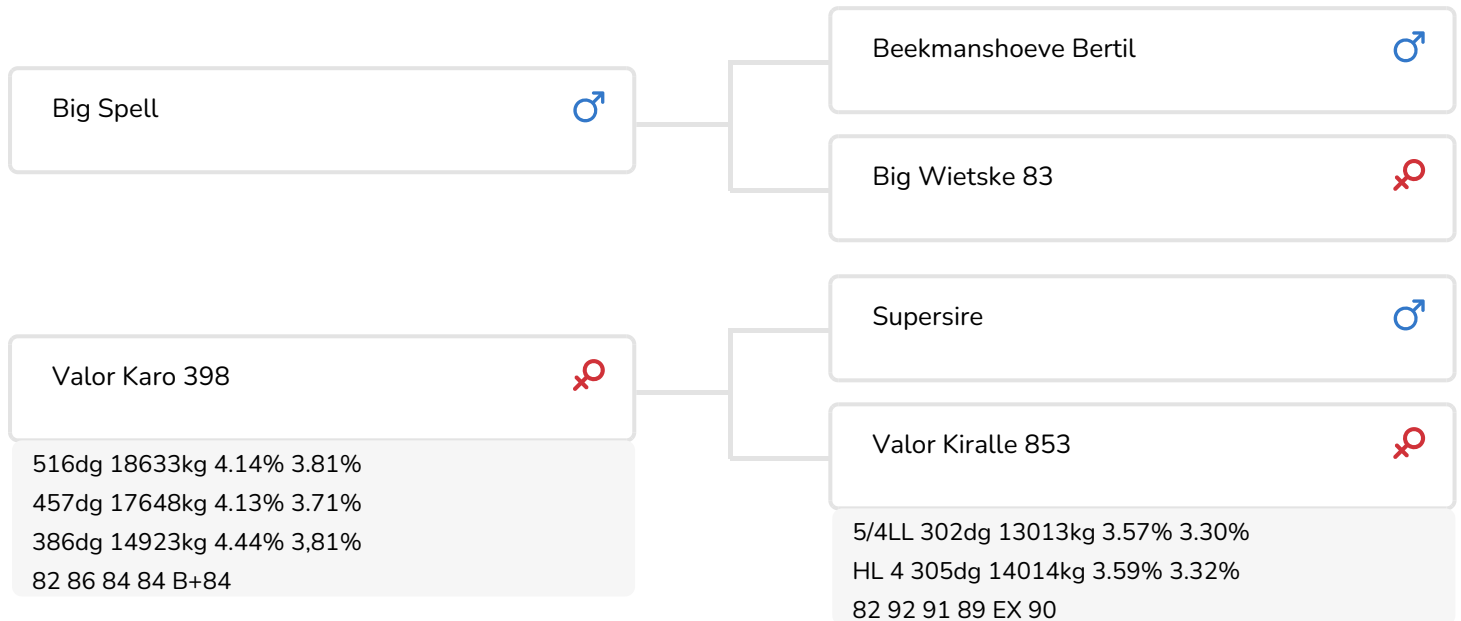 Big Spell
Beekmanshoeve Bertil
Big Wietske 83
Valor Karo 398
516dg 18633kg 4.14% 3.81%
457dg 17648kg 4.13% 3.71%
386dg 14923kg 4.44% 3,81%
82 86 84 84 B+84
Supersire
Valor Kiralle 853
5/4LL 302dg 13013kg 3.57% 3.30%
HL 4 305dg 14014kg 3.59% 3.32%
82 92 91 89 EX 90